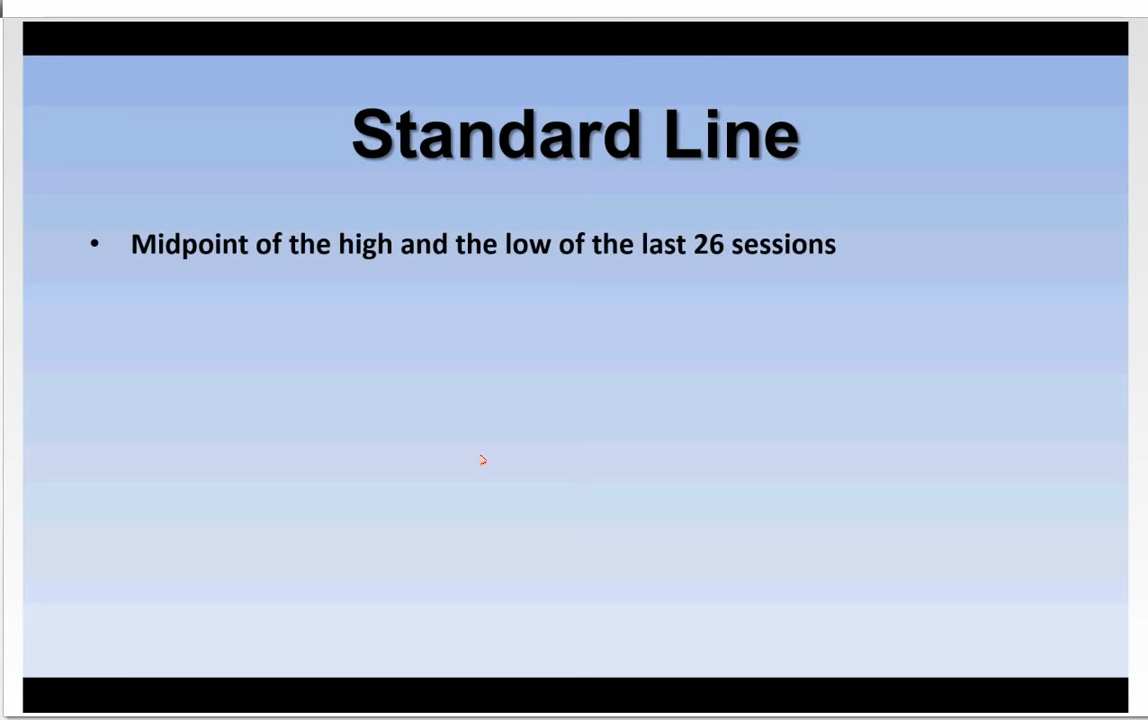 Standard Line
• Midpoint of the high and the low of the last 26 sessions